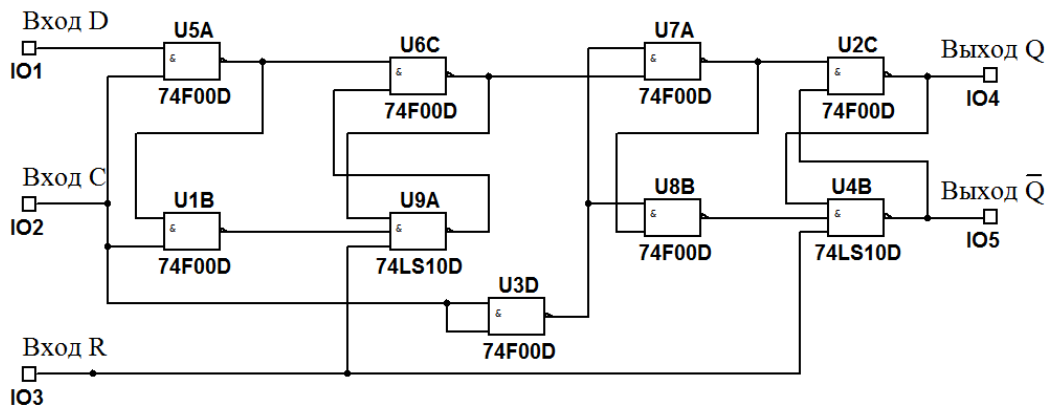 Вход D
IO1
U5A
&
74F00D
U6C
&
74F00D
U7A
&
74F00D
U2C
&
74F00D
Выход Q
IO4
Вход C
IO2
U1B
&
74F00D
U9A
&
74LS10D
U8B
&
74F00D
U4B
&
74LS10D
Выход Q̅
IO5
U3D
&
74F00D
Вход R
IO3